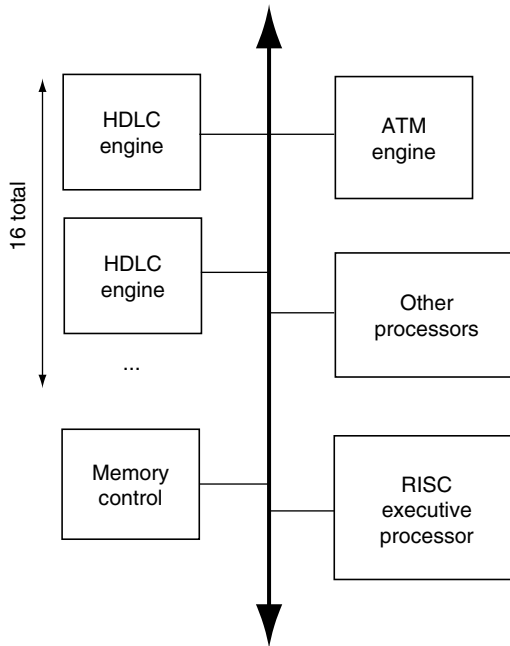 16 total
HDLC
engine
ATM
engine
HDLC
engine
Other
processors
...
Memory
control
RISC
executive
processor